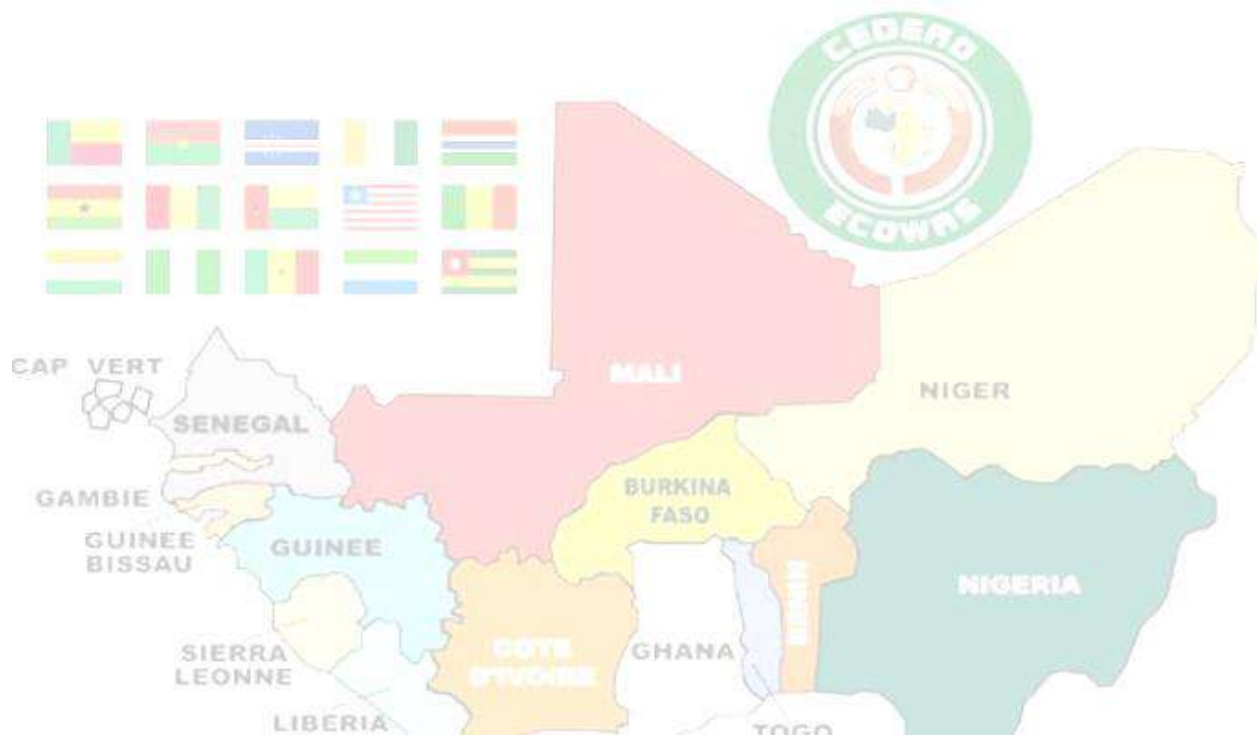 CEDEAO
ECOWAS
CAP VERT
MALI
NIGER
SENEGAL
GAMBIE
BURKINA
FASO
GUINEE
BISSAU
GUINEE
NIGERIA
BENIN
SIERRA
LEONNE
GHANA
COTE
D'IVOIRE
LIBERIA
TOGO